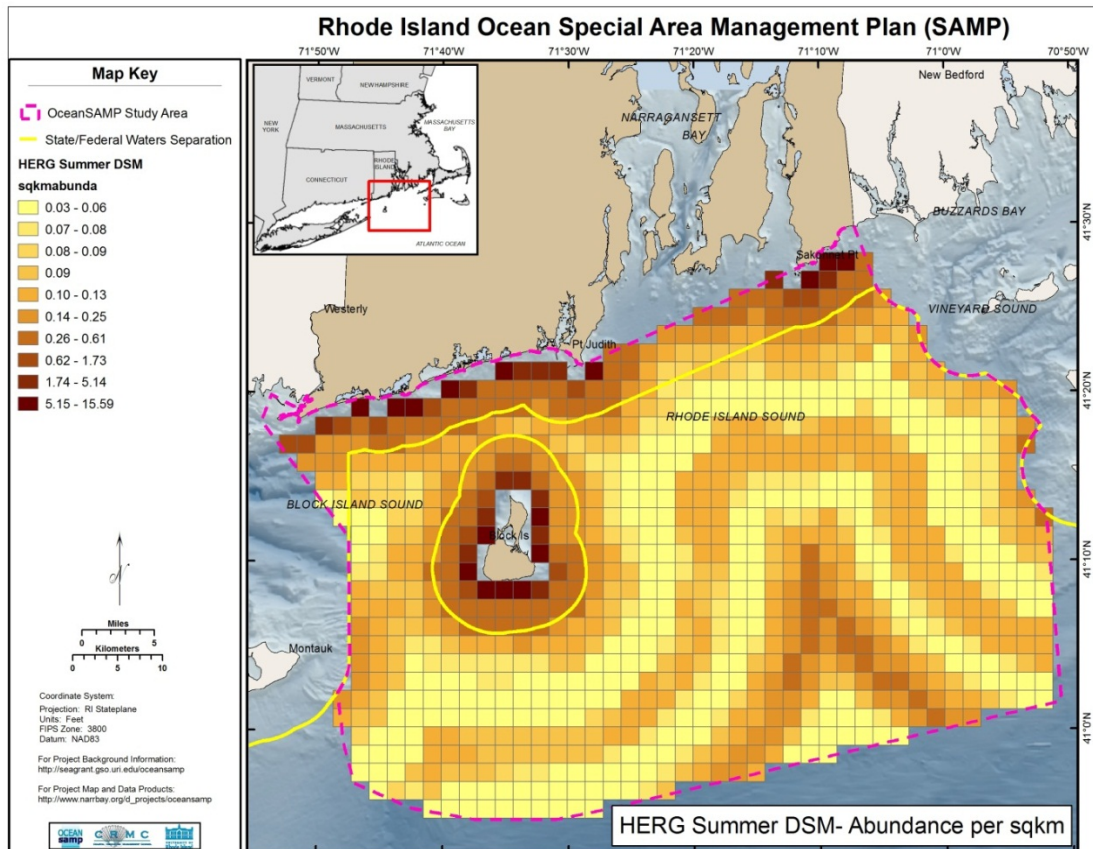 Rhode Island Ocean Special Area Management Plan (SAMP)
71°50'W
71°40'W
71°30'W
71°20'W
71°10'W
71°0'W
70°50'W
Map Key
OceanSAMP Study Area
State/Federal Waters Separation
HERG Summer DSM
sqkmabunda
0.03 - 0.06
0.07 - 0.08
0.08 - 0.09
0.09
0.10 - 0.13
0.14 - 0.25
0.26 - 0.61
0.62 - 1.73
1.74 - 5.14
5.15 - 15.59
N
Miles
0 5
Kilometers
0 5 10
Coordinate System:
Projection: RI Stateplane
Units: Feet
FIPS Zone: 3800
Datum: NAD83
For Project Background Information:
http://seagrant.gso.uri.edu/oceansamp
For Project Map and Data Products:
http://www.narrbay.org/d_projects/oceansamp
OCEAN
samp
CRMC
VERMONT
NEW HAMPSHIRE
NEW
YORK
MASSACHUSETTS
MASSACHUSETTS
BAY
RHODE
ISLAND
CONNECTICUT
ATLANTIC OCEAN
New Bedford
NARRAGANSETT
BAY
BUZZARDS BAY
Sakonnet Pt
VINEYARD SOUND
Westerly
Pt Judith
RHODE ISLAND SOUND
BLOCK ISLAND SOUND
Block Is
Montauk
41°30'N
41°20'N
41°10'N
41°0'N
HERG Summer DSM- Abundance per sqkm